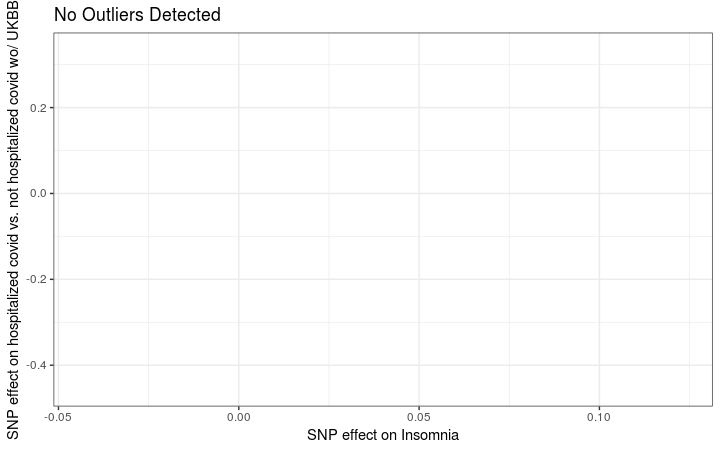 No Outliers Detected
SNP effect on hospitalized covid vs. not hospitalized covid wo/ UKBB
0.2
0.0
-0.2
-0.4
-0.05
0.00
0.05
0.10
SNP effect on Insomnia